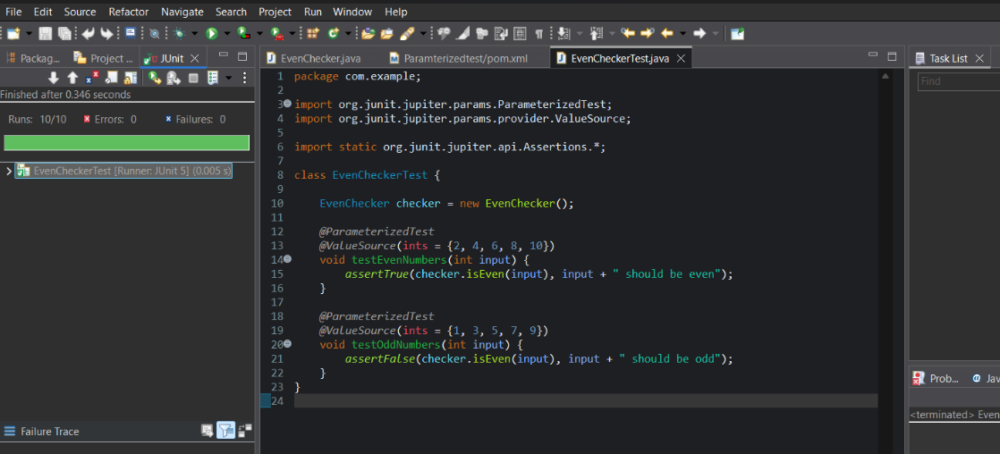 File Edit Source Refactor Navigate Search Project Run Window Help
Packag... Project ... JUnit
Finished after 0.346 seconds
Runs: 10/10 Errors: 0 Failures: 0
EvenCheckerTest [Runner: JUnit 5] (0.005 s)
Failure Trace
EvenChecker.java Paramterizedtest/pom.xml EvenCheckerTest.java
1 package com.example;
2
3 import org.junit.jupiter.params.ParameterizedTest;
4 import org.junit.jupiter.params.provider.ValueSource;
5
6 import static org.junit.jupiter.api.Assertions.*;
7
8 class EvenCheckerTest {
9
10 EvenChecker checker = new EvenChecker();
11
12 @ParameterizedTest
13 @ValueSource(ints = {2, 4, 6, 8, 10})
14 void testEvenNumbers(int input) {
15 assertTrue(checker.isEven(input), input + " should be even");
16 }
17
18 @ParameterizedTest
19 @ValueSource(ints = {1, 3, 5, 7, 9})
20 void testOddNumbers(int input) {
21 assertFalse(checker.isEven(input), input + " should be odd");
22 }
23 }
24
Task List
Find
Prob... Jav
<terminated> Even